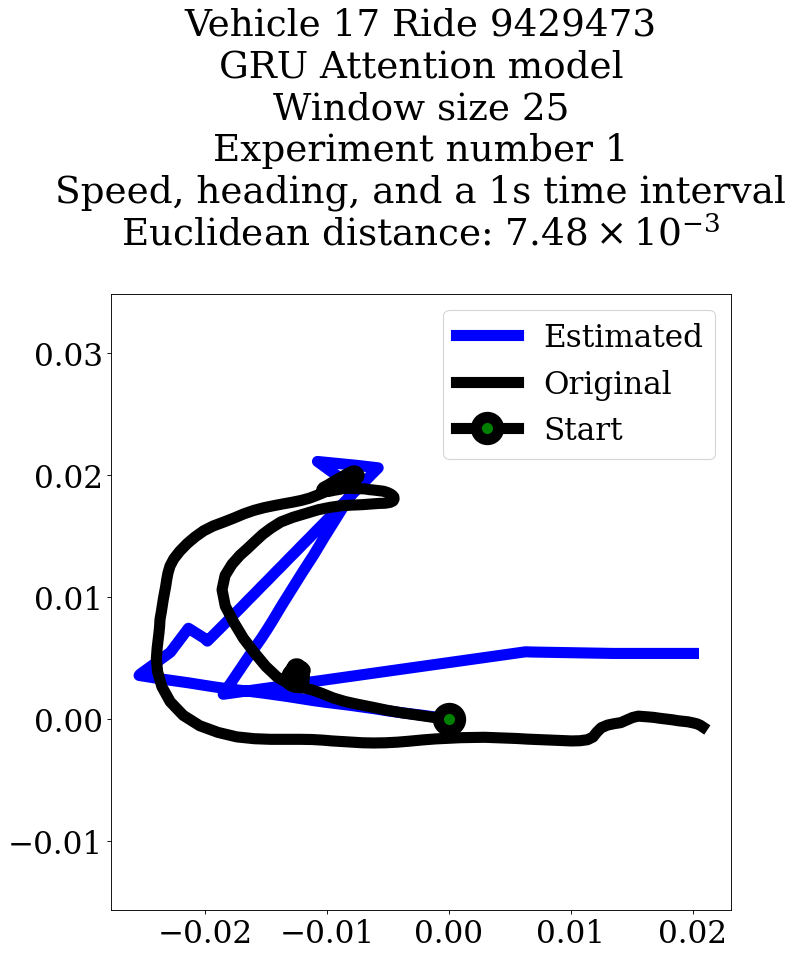 Vehicle 17 Ride 9429473
GRU Attention model
Window size 25
Experiment number 1
Speed, heading, and a 1s time interval
Euclidean distance: 7.48 × 10⁻³
Estimated
Original
Start
0.03
0.02
0.01
0.00
−0.01
−0.02 −0.01 0.00 0.01 0.02